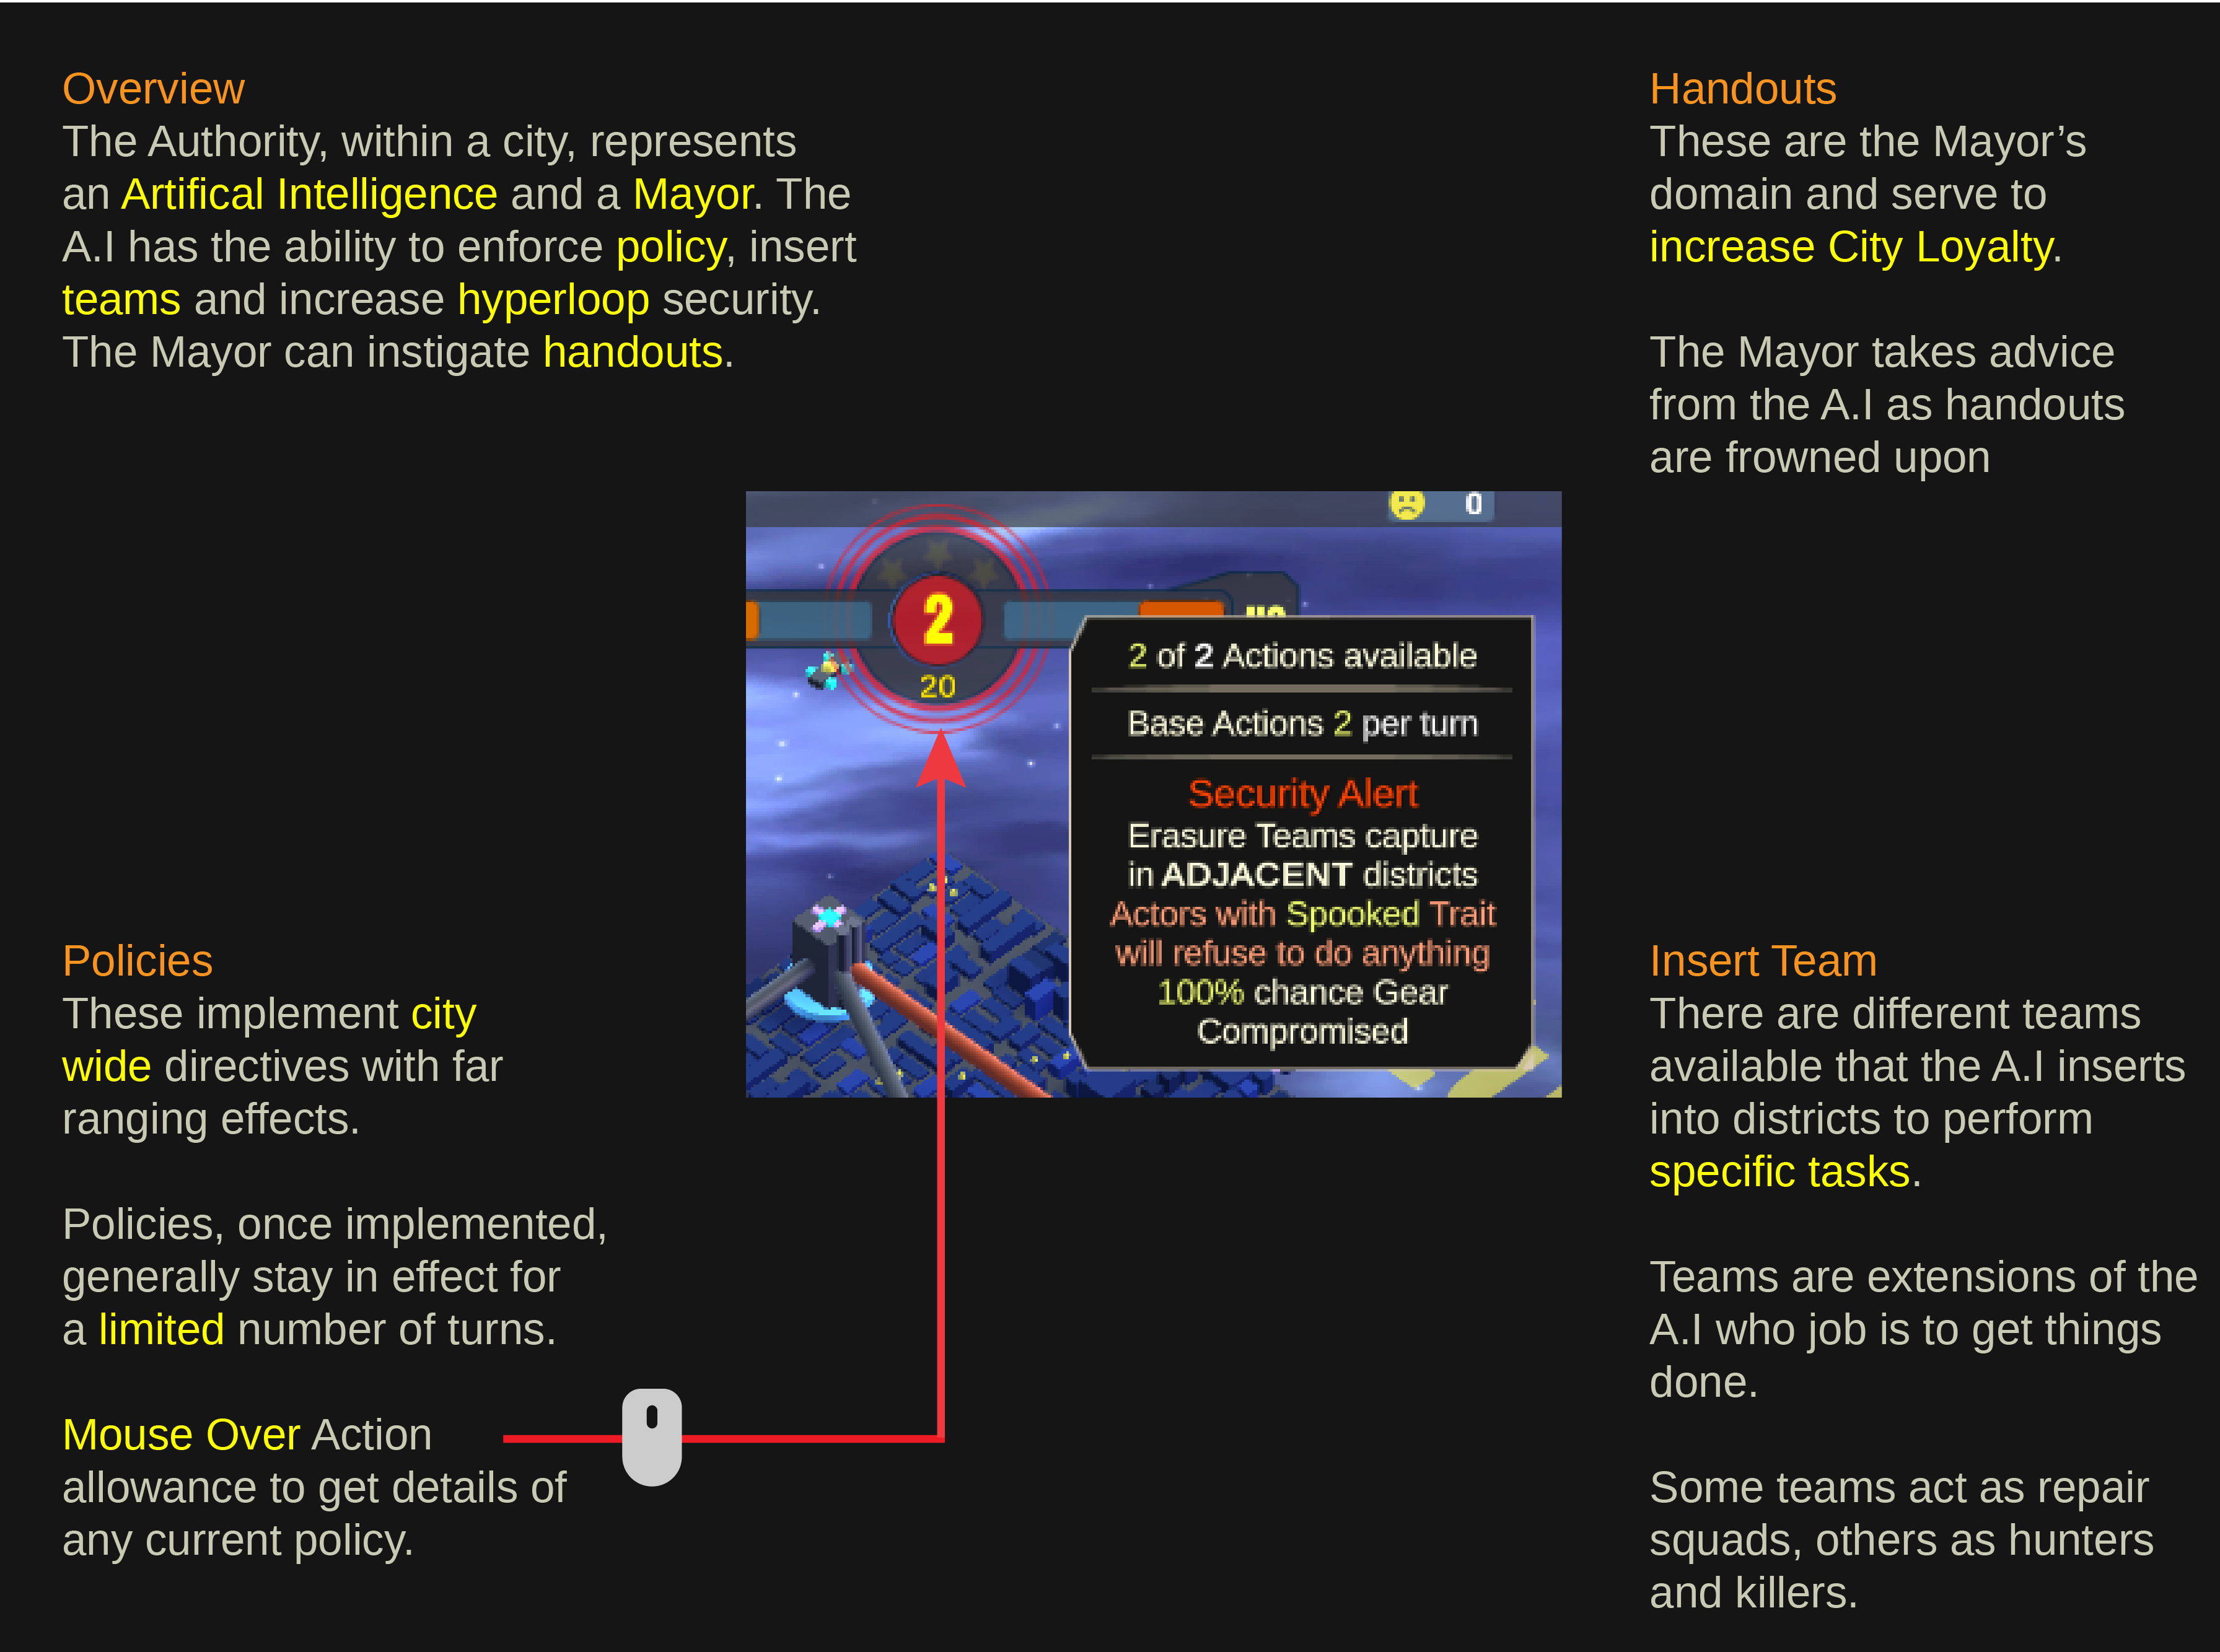 Overview
The Authority, within a city, represents
an Artifical Intelligence and a Mayor. The
A.I has the ability to enforce policy, insert
teams and increase hyperloop security.
The Mayor can instigate handouts.
Handouts
These are the Mayor’s
domain and serve to
increase City Loyalty.
The Mayor takes advice
from the A.I as handouts
are frowned upon
0
2
20
2 of 2 Actions available
Base Actions 2 per turn
Security Alert
Erasure Teams capture
in ADJACENT districts
Actors with Spooked Trait
will refuse to do anything
100% chance Gear
Compromised
Policies
These implement city
wide directives with far
ranging effects.
Policies, once implemented,
generally stay in effect for
a limited number of turns.
Mouse Over Action
allowance to get details of
any current policy.
Insert Team
There are different teams
available that the A.I inserts
into districts to perform
specific tasks.
Teams are extensions of the
A.I who job is to get things
done.
Some teams act as repair
squads, others as hunters
and killers.